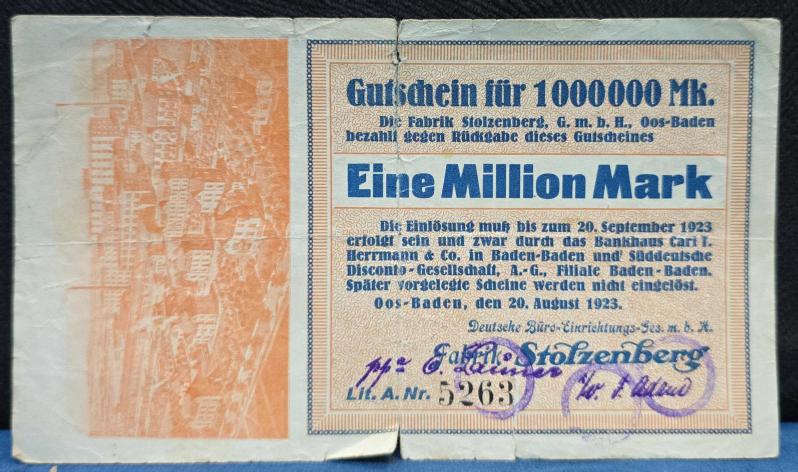 Gutschein für 1000000 Mk.
Die Fabrik Stolzenberg, G. m. b. H., Oos-Baden
bezahlt gegen Rückgabe dieses Gutscheines
Eine Million Mark
Die Einlösung muß bis zum 20. September 1923
erfolgt sein und zwar durch das Bankhaus Carl T.
Herrmann & Co. in Baden-Baden und Süddeutsche
Disconto-Gesellschaft, A.-G., Filiale Baden-Baden.
Später vorgelegte Scheine werden nicht eingelöst.
Oos-Baden, den 20. August 1923.
Deutsche Büro-Einrichtungs-Ges. m. b. H.
Fabrik Stolzenberg
ppa
Lit. A. Nr. 5263